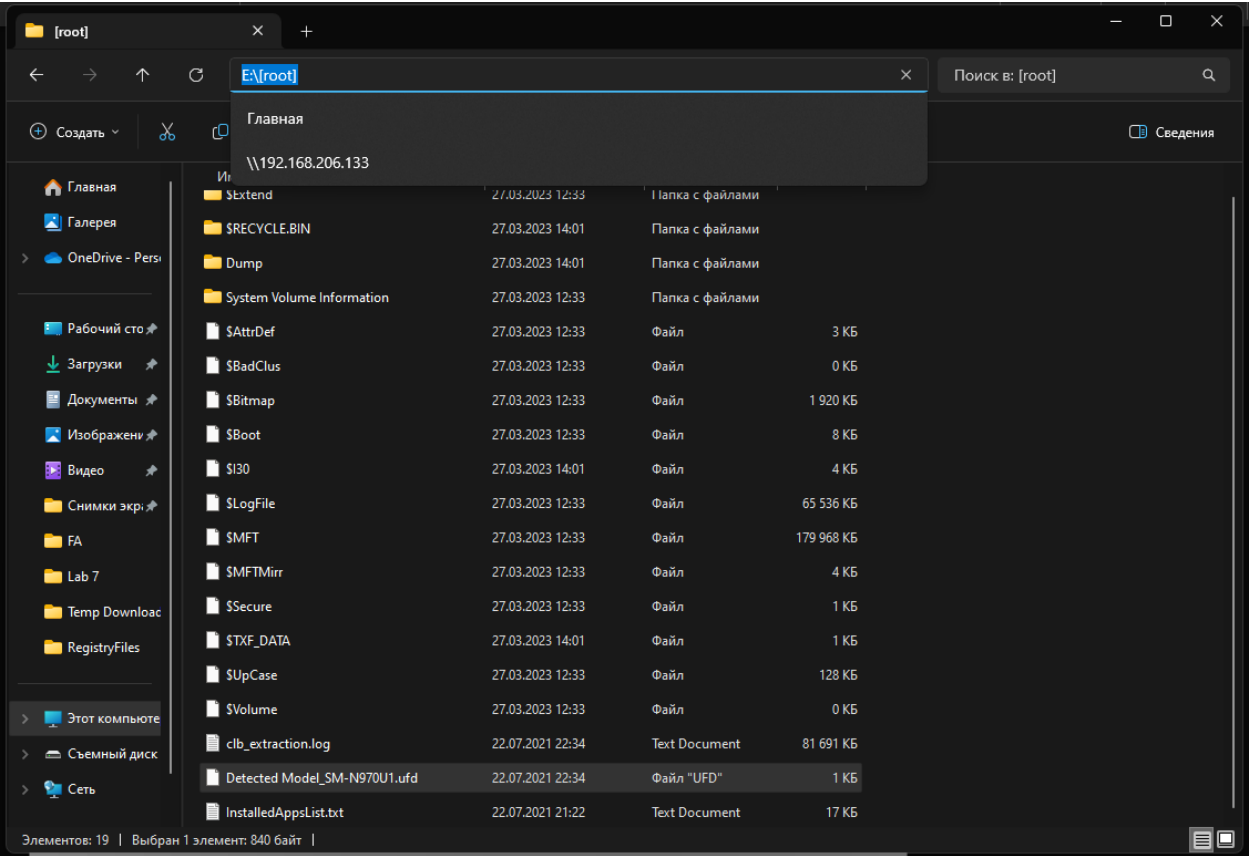 [root]
E:\[root]
Поиск в: [root]
Главная
\\192.168.206.133
Создать
Сведения
Главная
Галерея
OneDrive - Pers
Рабочий сто
Загрузки
Документы
Изображени
Видео
Снимки экр
FA
Lab 7
Temp Download
RegistryFiles
Этот компьюте
Съемный диск
Сеть
$Extend 27.03.2023 12:33 Папка с файлами
$RECYCLE.BIN 27.03.2023 14:01 Папка с файлами
Dump 27.03.2023 14:01 Папка с файлами
System Volume Information 27.03.2023 12:33 Папка с файлами
$AttrDef 27.03.2023 12:33 Файл 3 КБ
$BadClus 27.03.2023 12:33 Файл 0 КБ
$Bitmap 27.03.2023 12:33 Файл 1 920 КБ
$Boot 27.03.2023 12:33 Файл 8 КБ
$I30 27.03.2023 14:01 Файл 4 КБ
$LogFile 27.03.2023 12:33 Файл 65 536 КБ
$MFT 27.03.2023 12:33 Файл 179 968 КБ
$MFTMirr 27.03.2023 12:33 Файл 4 КБ
$Secure 27.03.2023 12:33 Файл 1 КБ
$TXF_DATA 27.03.2023 14:01 Файл 1 КБ
$UpCase 27.03.2023 12:33 Файл 128 КБ
$Volume 27.03.2023 12:33 Файл 0 КБ
clb_extraction.log 22.07.2021 22:34 Text Document 81 691 КБ
Detected Model_SM-N970U1.ufd 22.07.2021 22:34 Файл "UFD" 1 КБ
InstalledAppsList.txt 22.07.2021 21:22 Text Document 17 КБ
Элементов: 19 | Выбран 1 элемент: 840 байт |